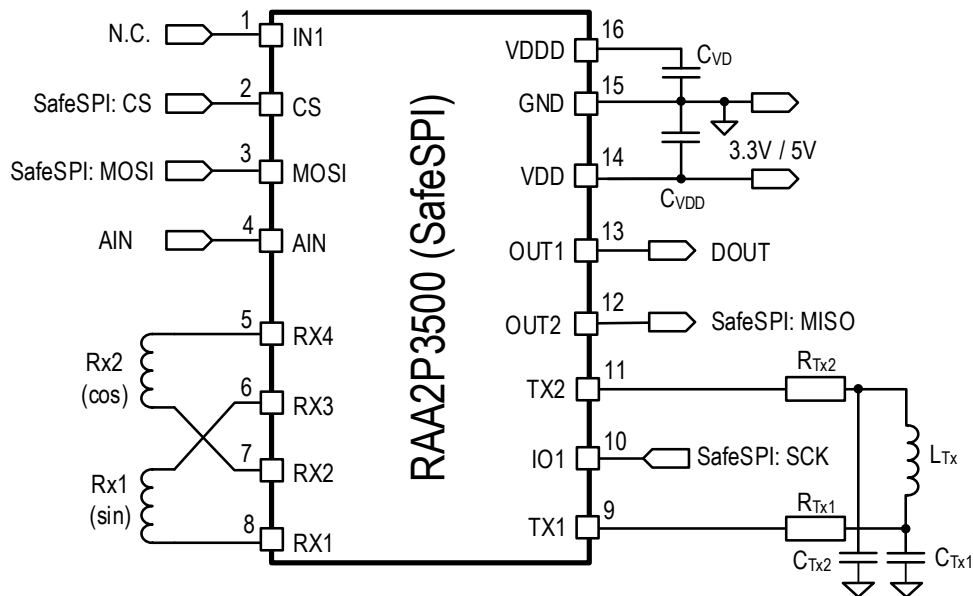 N.C.
1
IN1
SafeSPI: CS
2
CS
SafeSPI: MOSI
3
MOSI
AIN
4
AIN
Rx2
(cos)
5
RX4
6
RX3
7
RX2
Rx1
(sin)
8
RX1
RAA2P3500 (SafeSPI)
16
VDDD
CVD
15
GND
3.3V / 5V
14
VDD
CVDD
13
OUT1
DOUT
12
OUT2
SafeSPI: MISO
11
TX2
RTx2
10
IO1
SafeSPI: SCK
LTx
9
TX1
RTx1
CTx2
CTx1